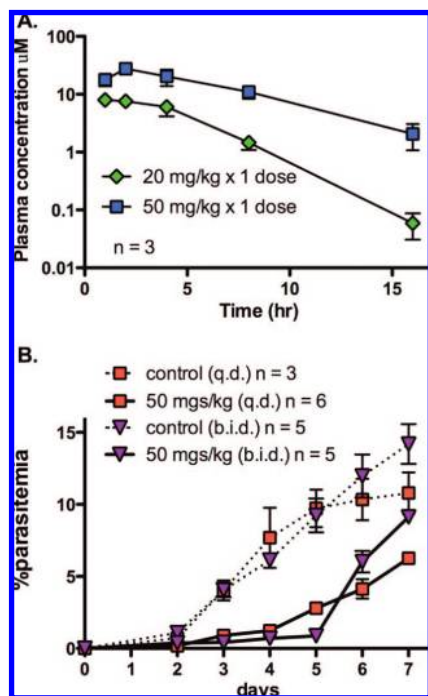 A.
Plasma concentration uM
100
10
1
0.1
0.01
20 mg/kg x 1 dose
50 mg/kg x 1 dose
n = 3
0 5 10 15
Time (hr)
B.
control (q.d.) n = 3
50 mgs/kg (q.d.) n = 6
control (b.i.d.) n = 5
50 mgs/kg (b.i.d.) n = 5
%parasitemia
15
10
5
0
0 1 2 3 4 5 6 7
days